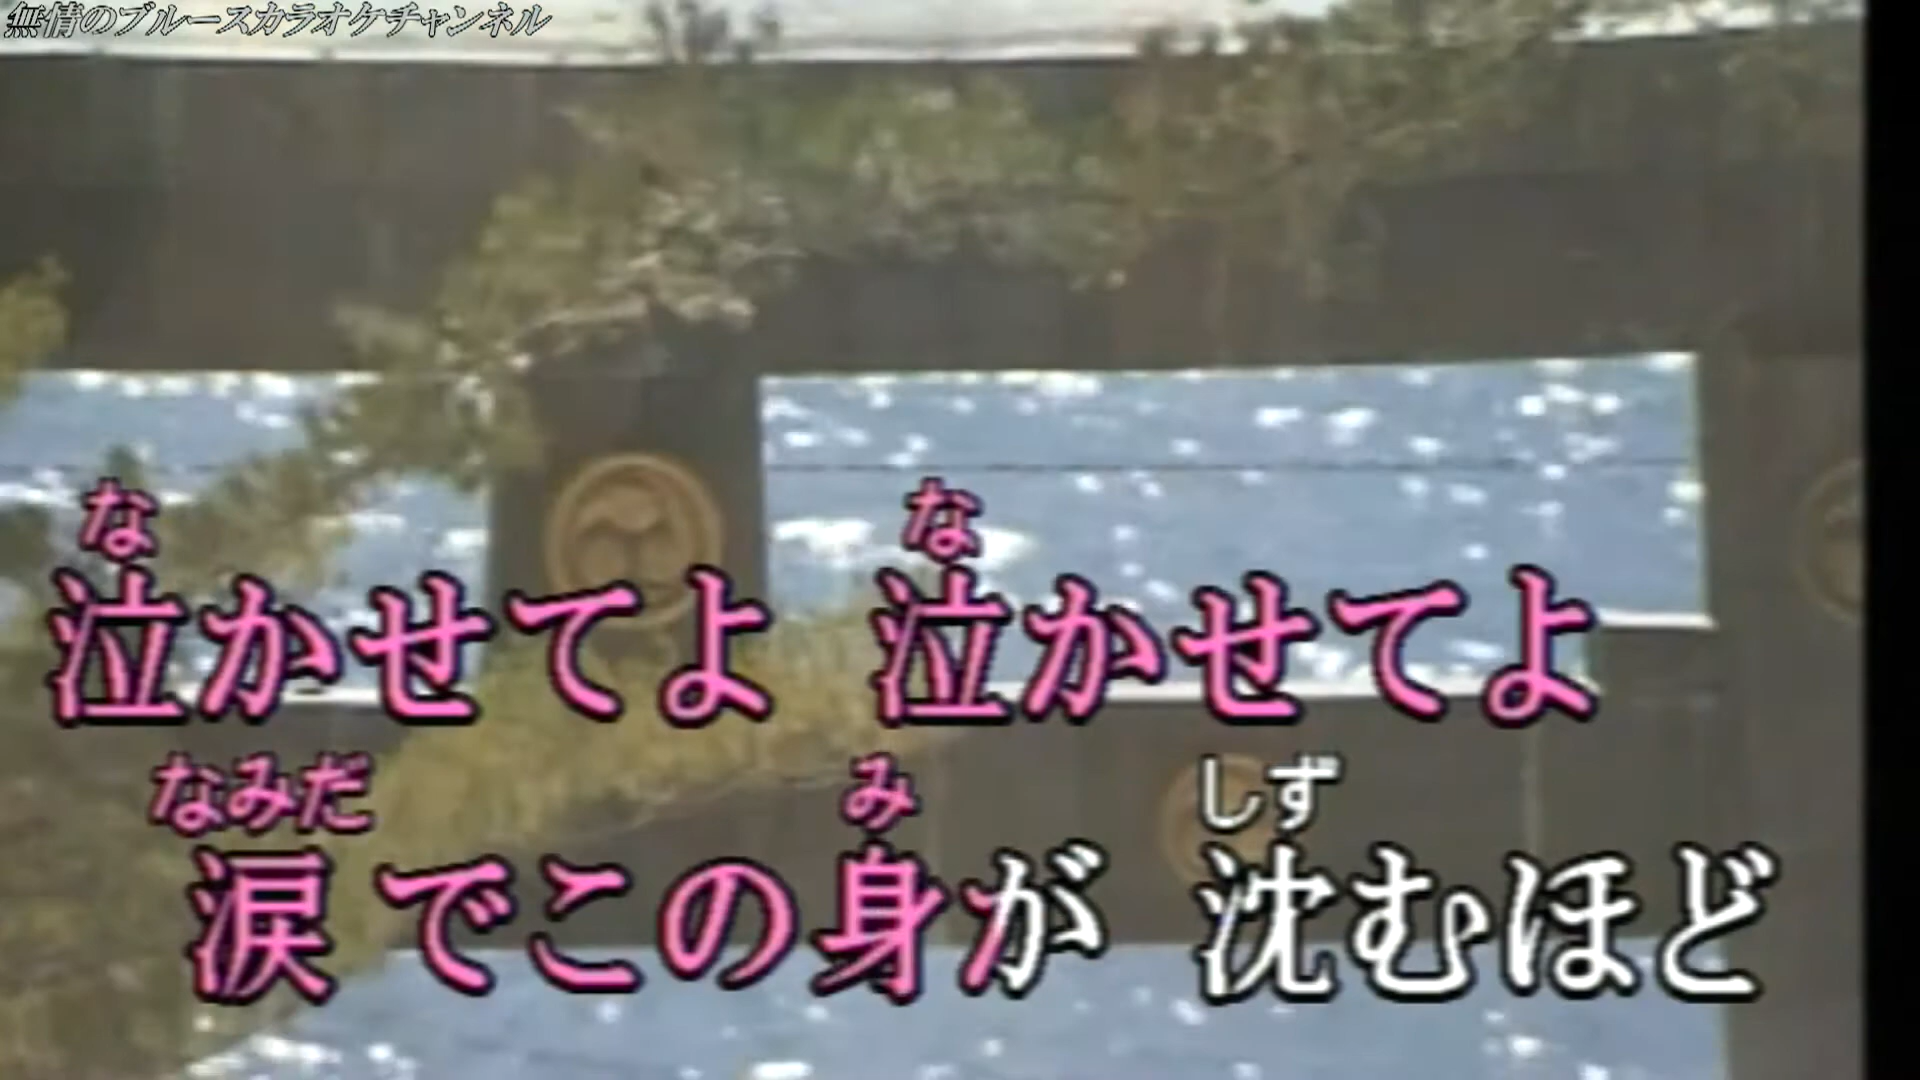 無情のブルースカラオケチャンネル
な な
泣かせてよ 泣かせてよ
なみだ み しず
涙でこの身が 沈むほど